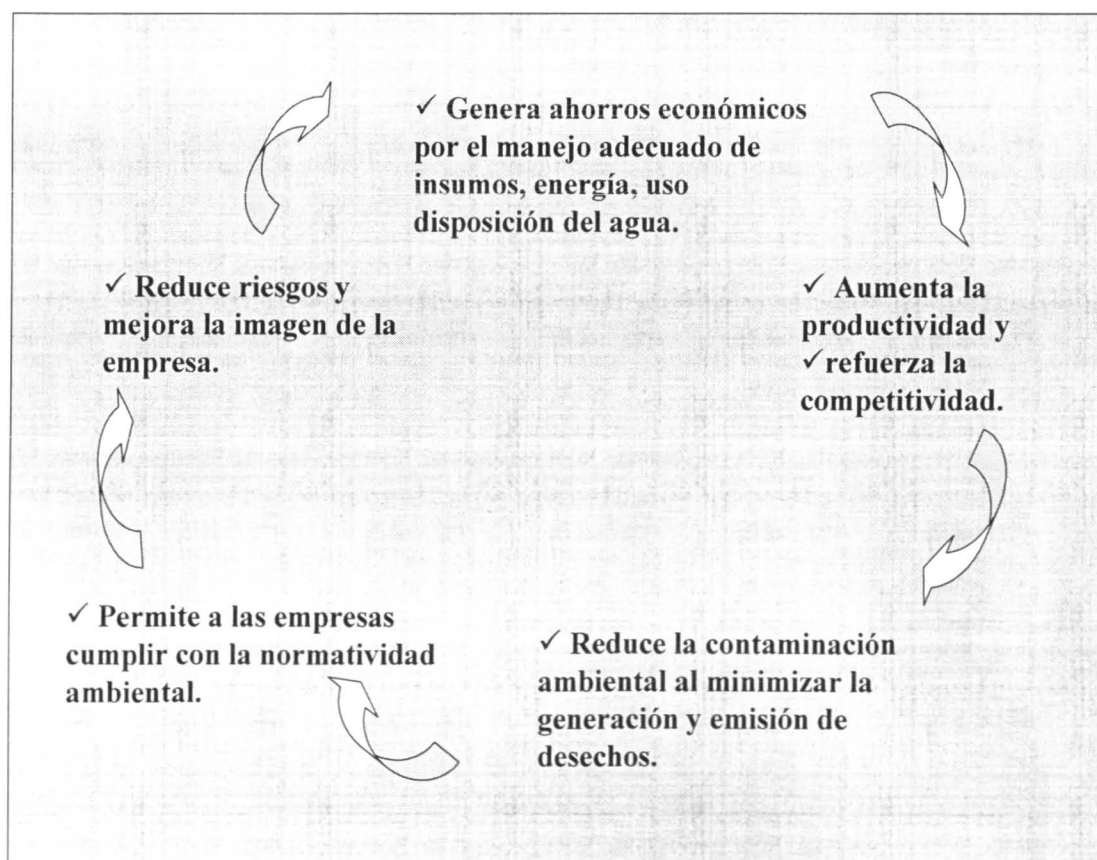 ✓ Genera ahorros económicos
por el manejo adecuado de
insumos, energía, uso
disposición del agua.
✓ Aumenta la
productividad y
✓ refuerza la
competitividad.
✓ Reduce la contaminación
ambiental al minimizar la
generación y emisión de
desechos.
✓ Permite a las empresas
cumplir con la normatividad
ambiental.
✓ Reduce riesgos y
mejora la imagen de la
empresa.